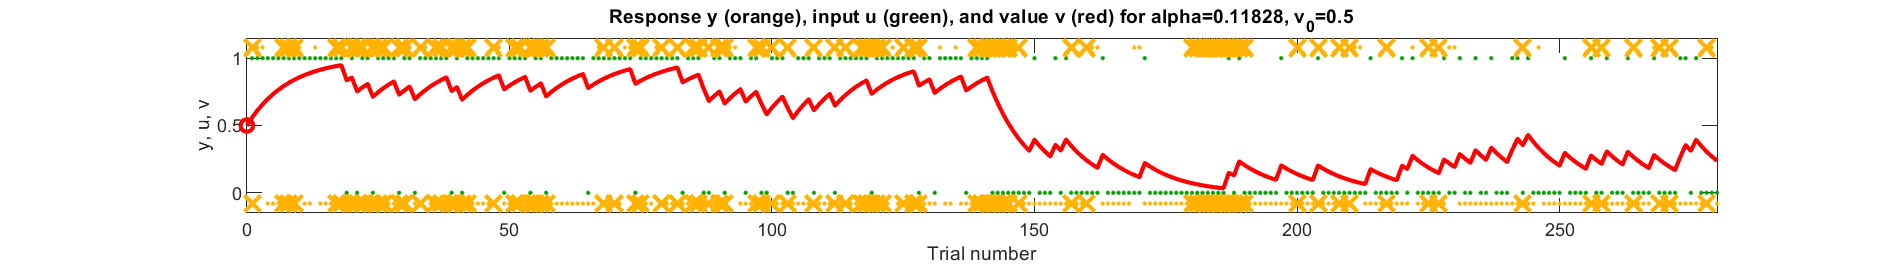 Response y (orange), input u (green), and value v (red) for alpha=0.11828, v0=0.5
y, u, v
1
0.5
0
0 50 100 150 200 250
Trial number